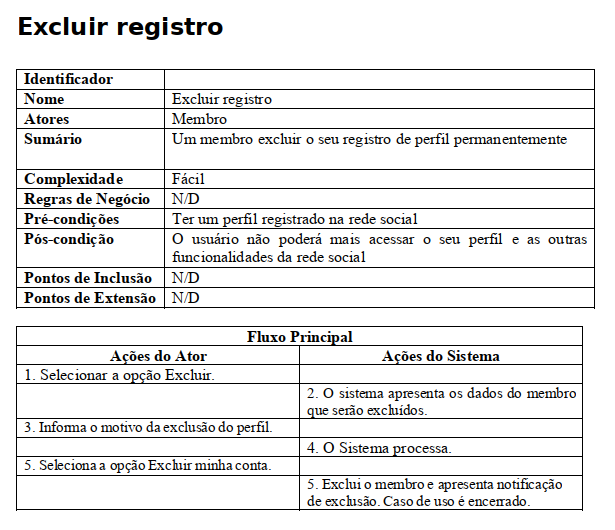 Excluir registro
Identificador
Nome Excluir registro
Atores Membro
Sumário Um membro excluir o seu registro de perfil permanentemente
Complexidade Fácil
Regras de Negócio N/D
Pré-condições Ter um perfil registrado na rede social
Pós-condição O usuário não poderá mais acessar o seu perfil e as outras
funcionalidades da rede social
Pontos de Inclusão N/D
Pontos de Extensão N/D
Fluxo Principal
Ações do Ator Ações do Sistema
1. Selecionar a opção Excluir.
2. O sistema apresenta os dados do membro
que serão excluídos.
3. Informa o motivo da exclusão do perfil.
4. O Sistema processa.
5. Seleciona a opção Excluir minha conta.
5. Exclui o membro e apresenta notificação
de exclusão. Caso de uso é encerrado.